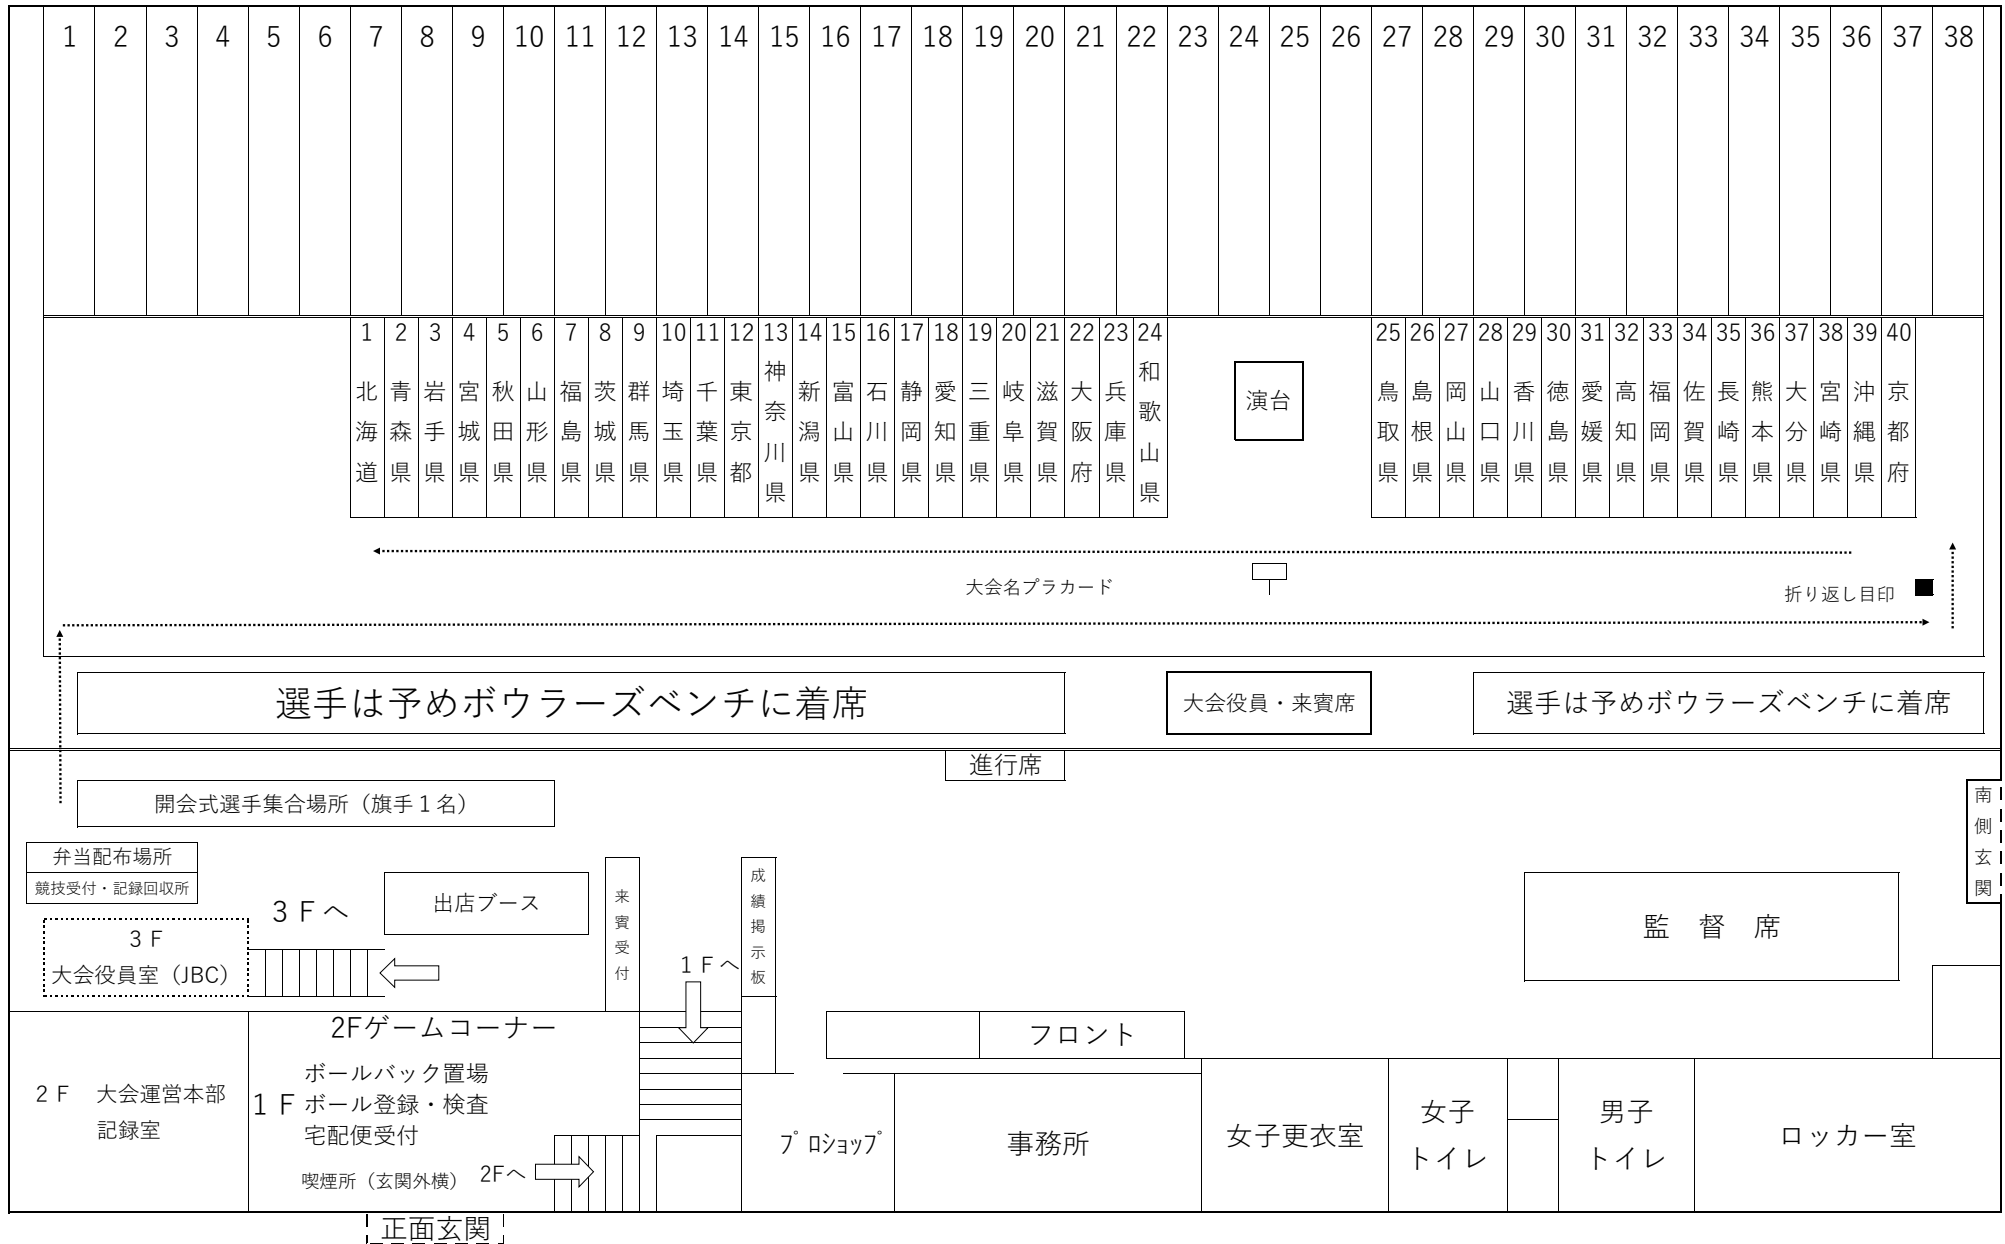 1 2 3 4 5 6 7 8 9 10 11 12 13 14 15 16 17 18 19 20 21 22 23 24 25 26 27 28 29 30 31 32 33 34 35 36 37 38
1 北海道
2 青森県
3 岩手県
4 宮城県
5 秋田県
6 山形県
7 福島県
8 茨城県
9 群馬県
10 埼玉県
11 千葉県
12 東京都
13 神奈川県
14 新潟県
15 富山県
16 石川県
17 静岡県
18 愛知県
19 三重県
20 岐阜県
21 滋賀県
22 大阪府
23 兵庫県
24 和歌山県
演台
25 鳥取県
26 島根県
27 岡山県
28 山口県
29 香川県
30 徳島県
31 愛媛県
32 高知県
33 福岡県
34 佐賀県
35 長崎県
36 熊本県
37 大分県
38 宮崎県
39 沖縄県
40 京都府
大会名プラカード
折り返し目印
選手は予めボウラーズベンチに着席
大会役員・来賓席
選手は予めボウラーズベンチに着席
進行席
開会式選手集合場所（旗手１名）
南側玄関
弁当配布場所
競技受付・記録回収所
３Ｆへ
出店ブース
来賓受付
成績掲示板
監　督　席
３Ｆ
大会役員室（JBC）
１Ｆへ
2Fゲームコーナー
フロント
２Ｆ　大会運営本部
記録室
１Ｆ
ボールバック置場
ボール登録・検査
宅配便受付
喫煙所（玄関外横）
2Fへ
ﾌﾟﾛｼｮｯﾌﾟ
事務所
女子更衣室
女子
トイレ
男子
トイレ
ロッカー室
正面玄関